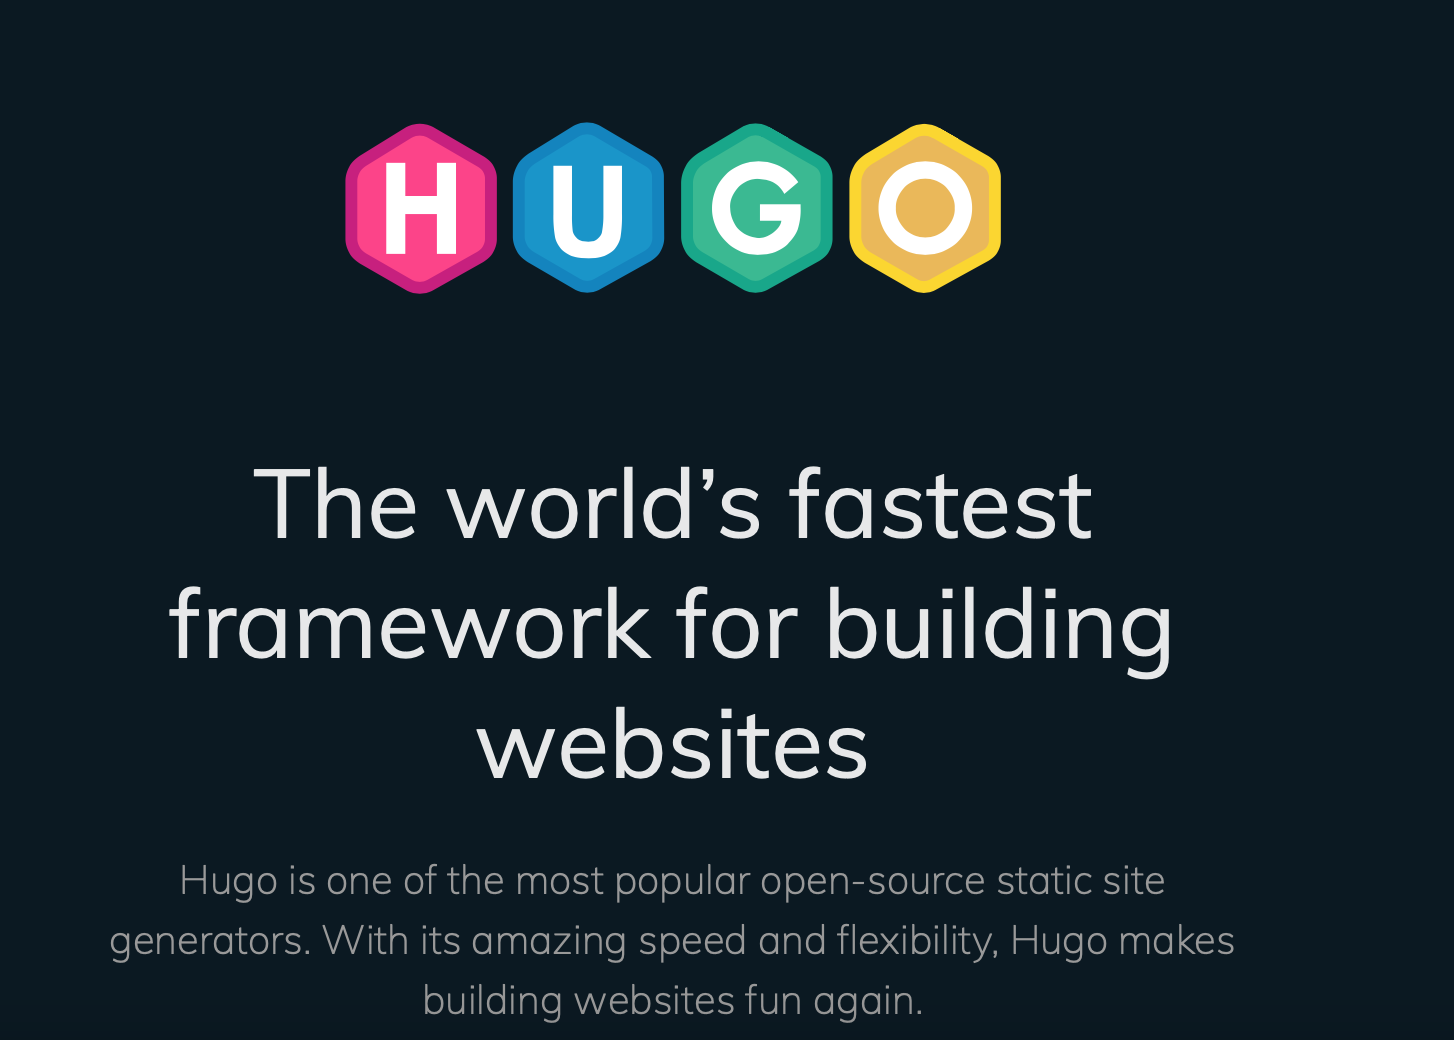 HUGO
The world’s fastest
framework for building
websites
Hugo is one of the most popular open-source static site
generators. With its amazing speed and flexibility, Hugo makes
building websites fun again.